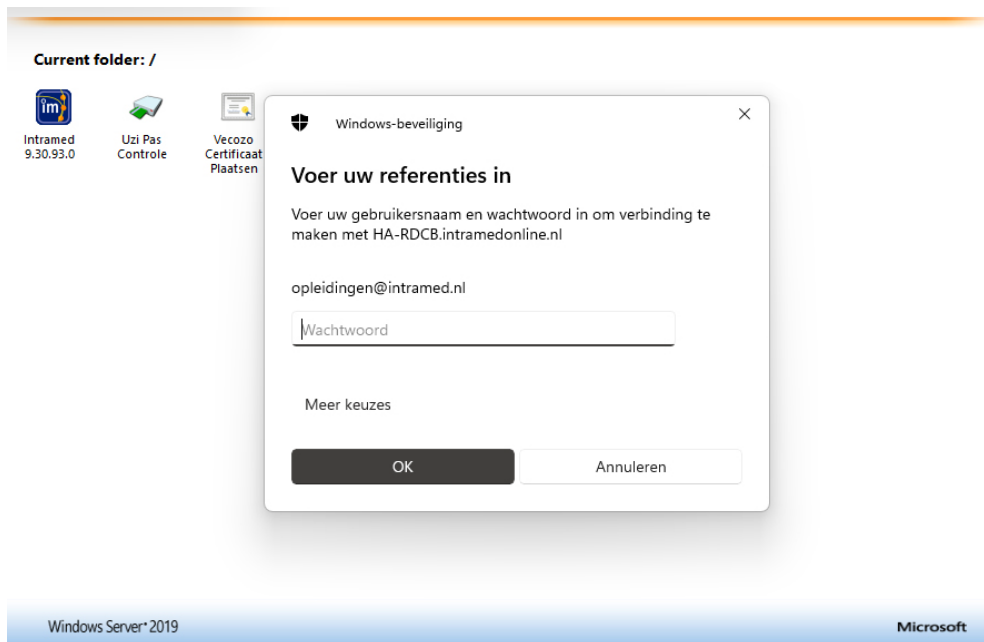 Current folder: /
im
Intramed
9.30.93.0
Uzi Pas
Controle
Vecozo
Certificaat
Plaatsen
Windows-beveiliging
Voer uw referenties in
Voer uw gebruikersnaam en wachtwoord in om verbinding te
maken met HA-RDCB.intramedonline.nl
opleidingen@intramed.nl
Wachtwoord
Meer keuzes
OK
Annuleren
Windows Server 2019
Microsoft